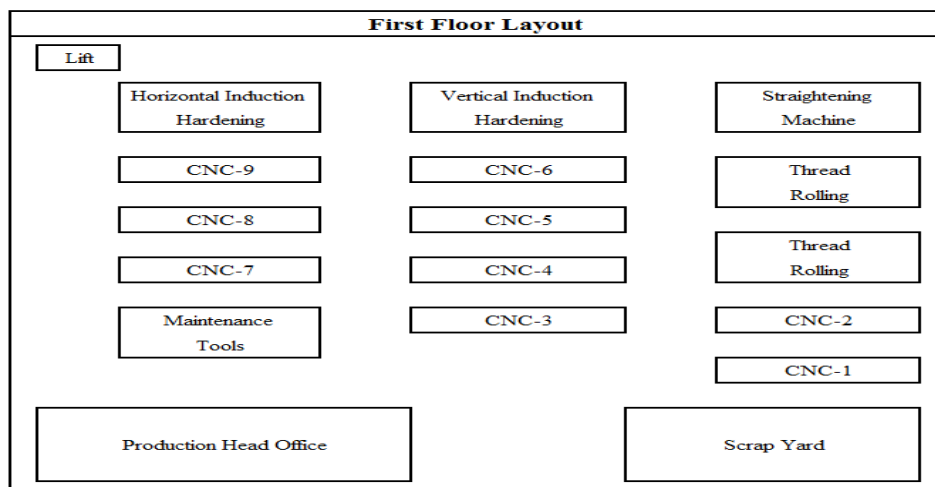 First Floor Layout
Lift
Horizontal Induction
Hardening
Vertical Induction
Hardening
Straightening
Machine
CNC-9
CNC-6
Thread
Rolling
CNC-8
CNC-5
Thread
Rolling
CNC-7
CNC-4
Maintenance
Tools
CNC-3
CNC-2
CNC-1
Production Head Office
Scrap Yard